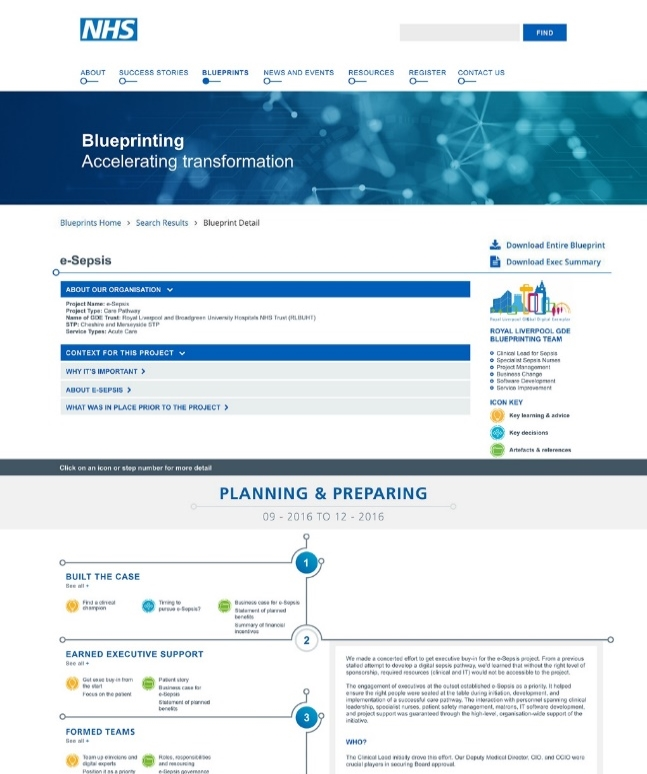 NHS
FIND
ABOUT SUCCESS STORIES BLUEPRINTS NEWS AND EVENTS RESOURCES REGISTER CONTACT US
Blueprinting
Accelerating transformation
Blueprints Home > Search Results > Blueprint Detail
Download Entire Blueprint
Download Exec Summary
e-Sepsis
ABOUT OUR ORGANISATION
Project Name: e-Sepsis
Project Type: Care Pathway
Name of GDE Trust: Royal Liverpool and Broadgreen University Hospitals NHS Trust (RLBUHT)
STP: Cheshire and Merseyside STP
Service Types: Acute Care
CONTEXT FOR THIS PROJECT
WHY IT'S IMPORTANT >
ABOUT E-SEPSIS >
WHAT WAS IN PLACE PRIOR TO THE PROJECT >
Royal Liverpool Global Digital Exemplar
ROYAL LIVERPOOL GDE
BLUEPRINTING TEAM
Clinical Lead for Sepsis
Specialist Sepsis Nurses
Project Management
Business Change
Software Development
Service Improvement
ICON KEY
Key learning & advice
Key decisions
Artefacts & references
Click on an icon or step number for more detail
PLANNING & PREPARING
09 - 2016 TO 12 - 2016
1
BUILT THE CASE
See all +
Find a clinical
champion
Timing to
pursue e-Sepsis?
Business case for e-Sepsis
Statement of planned
benefits
Summary of financial
incentives
2
EARNED EXECUTIVE SUPPORT
See all +
Get exec buy-in from
the start
Focus on the patient
Patient story
Business case for
e-Sepsis
Statement of planned
benefits
We made a concerted effort to get executive buy-in for the e-Sepsis project. From a previous
stalled attempt to develop a digital sepsis pathway, we'd learned that without the right level of
sponsorship, required resources (clinical and IT) would not be accessible to the project.
The engagement of executives at the outset established e-Sepsis as a priority. It helped
ensure the right people were seated at the table during initiation, development, and
implementation of a successful care pathway. The interaction with personnel spanning clinical
leadership, specialist nurses, patient safety management, matrons, IT software development,
and project support was guaranteed through the high-level, organisation-wide support of the
initiative.
WHO?
The Clinical Lead initially drove this effort. Our Deputy Medical Director, CIO, and CCIO were
crucial players in securing Board approval.
3
FORMED TEAMS
See all +
Team up clinicians and
digital experts
Position it as a priority
Roles, responsibilities
and resourcing
e-Sepsis governance